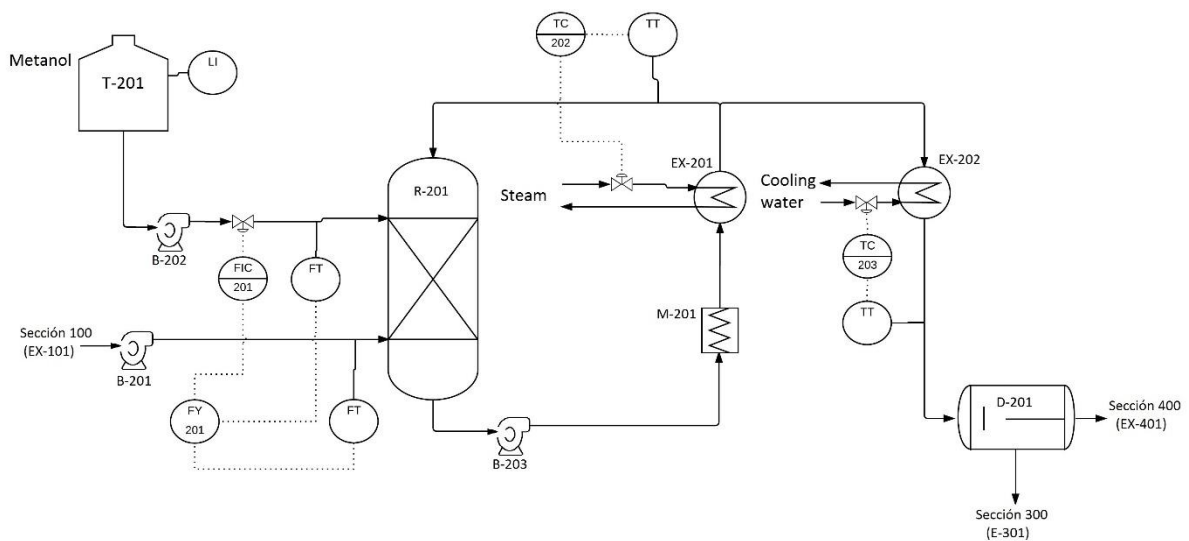 TC
202
TT
Metanol
T-201
LI
R-201
EX-201
EX-202
Steam
Cooling
water
B-202
FIC
201
FT
TC
203
TT
M-201
Sección 100
(EX-101)
B-201
FY
201
FT
B-203
D-201
Sección 400
(EX-401)
Sección 300
(E-301)